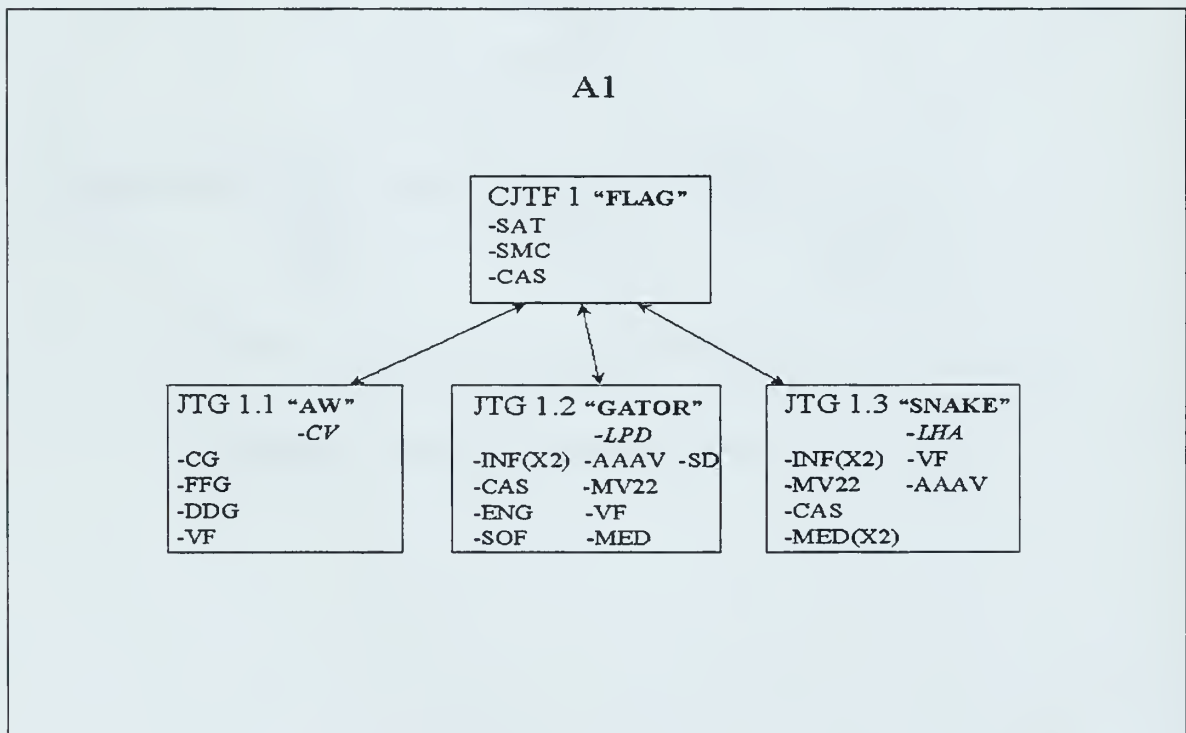 A1
CJTF 1 "FLAG"
-SAT
-SMC
-CAS
JTG 1.1 "AW"
-CV
-CG
-FFG
-DDG
-VF
JTG 1.2 "GATOR"
-LPD
-INF(X2) -AAAV -SD
-CAS -MV22
-ENG -VF
-SOF -MED
JTG 1.3 "SNAKE"
-LHA
-INF(X2) -VF
-MV22 -AAAV
-CAS
-MED(X2)